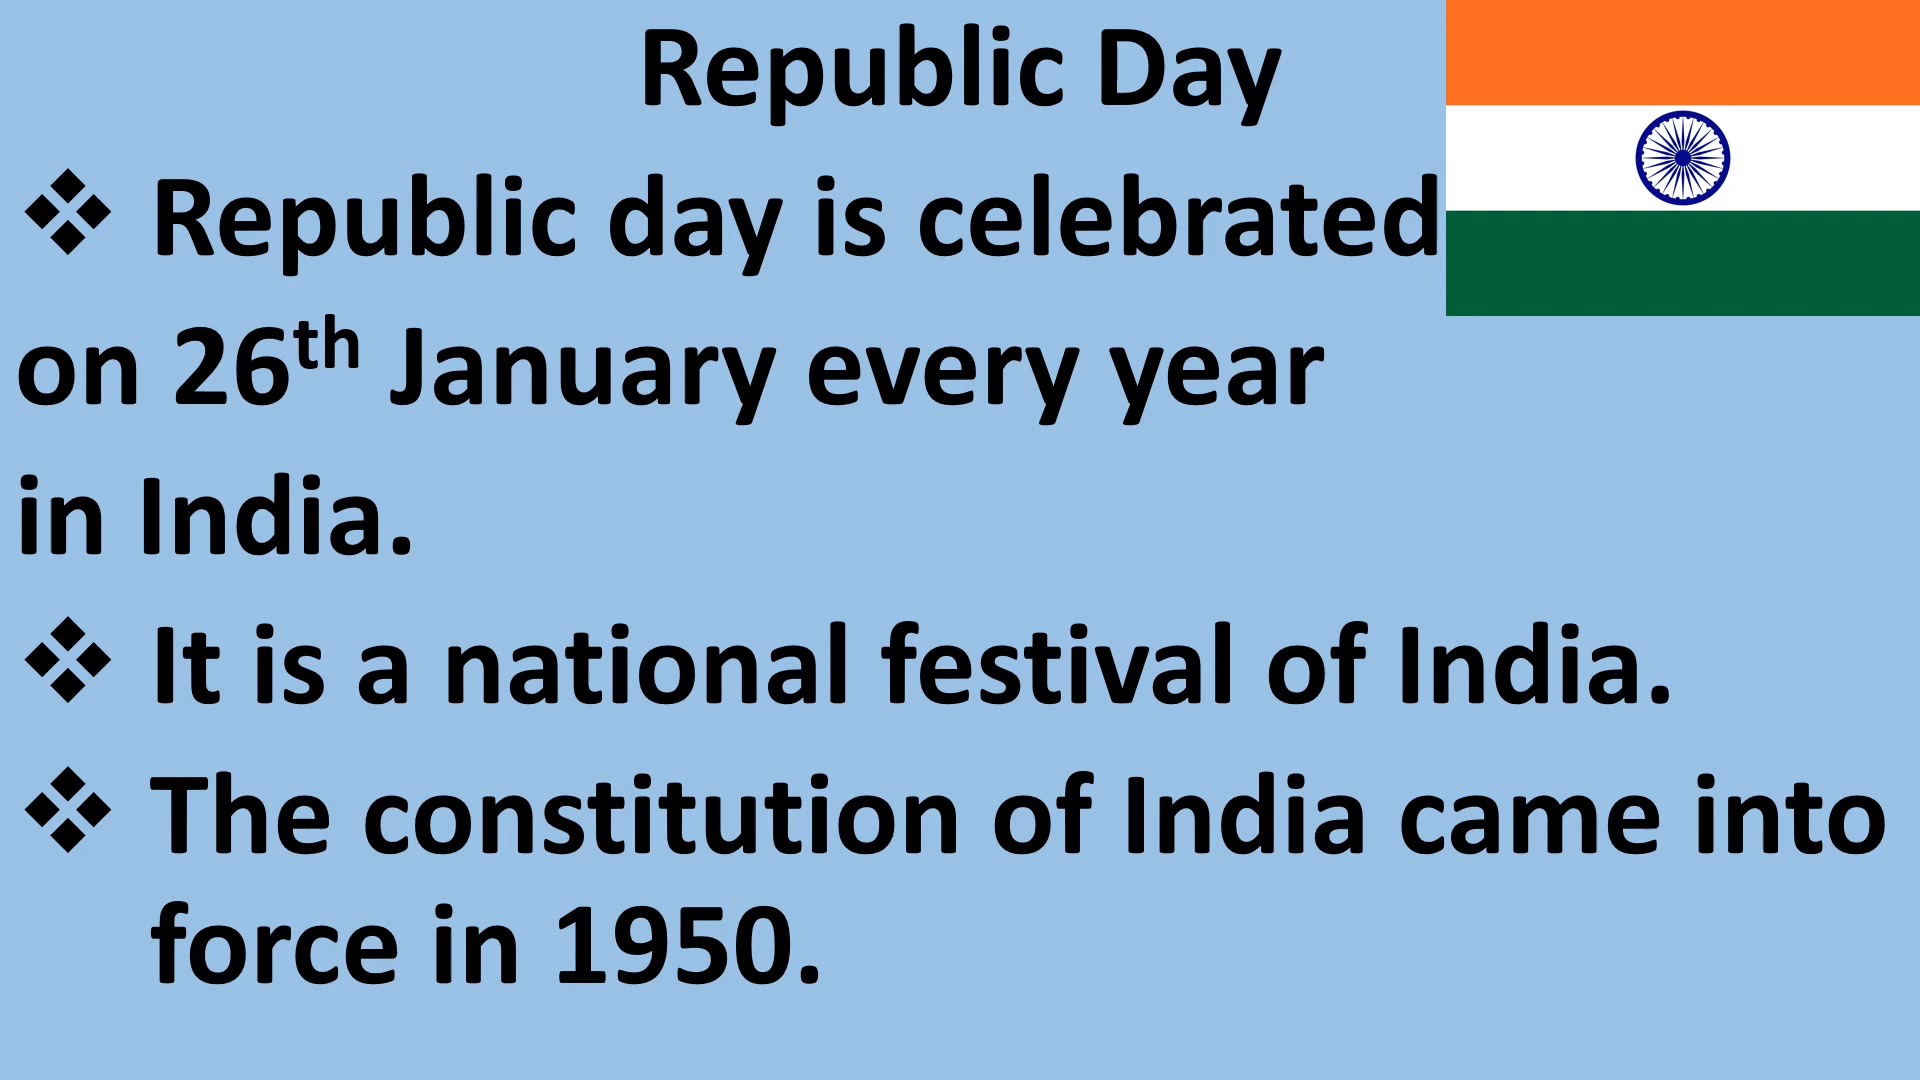 Republic Day
❖ Republic day is celebrated
on 26th January every year
in India.
❖ It is a national festival of India.
❖ The constitution of India came into
force in 1950.